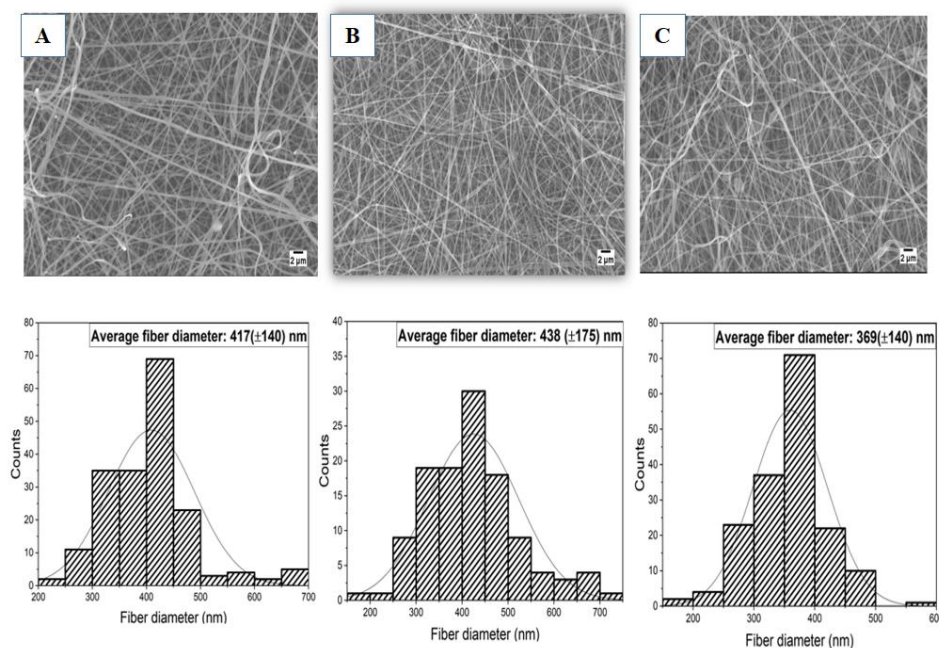 A
B
C
2 µm
2 µm
2 µm
Average fiber diameter: 417(±140) nm
80
70
60
50
40
30
20
10
0
Counts
200 300 400 500 600 700
Fiber diameter (nm)
Average fiber diameter: 438 (±175) nm
40
35
30
25
20
15
10
5
0
Counts
200 300 400 500 600 700
Fiber diameter (nm)
Average fiber diameter: 369(±140) nm
80
70
60
50
40
30
20
10
0
Counts
200 300 400 500 60
Fiber diameter (nm)